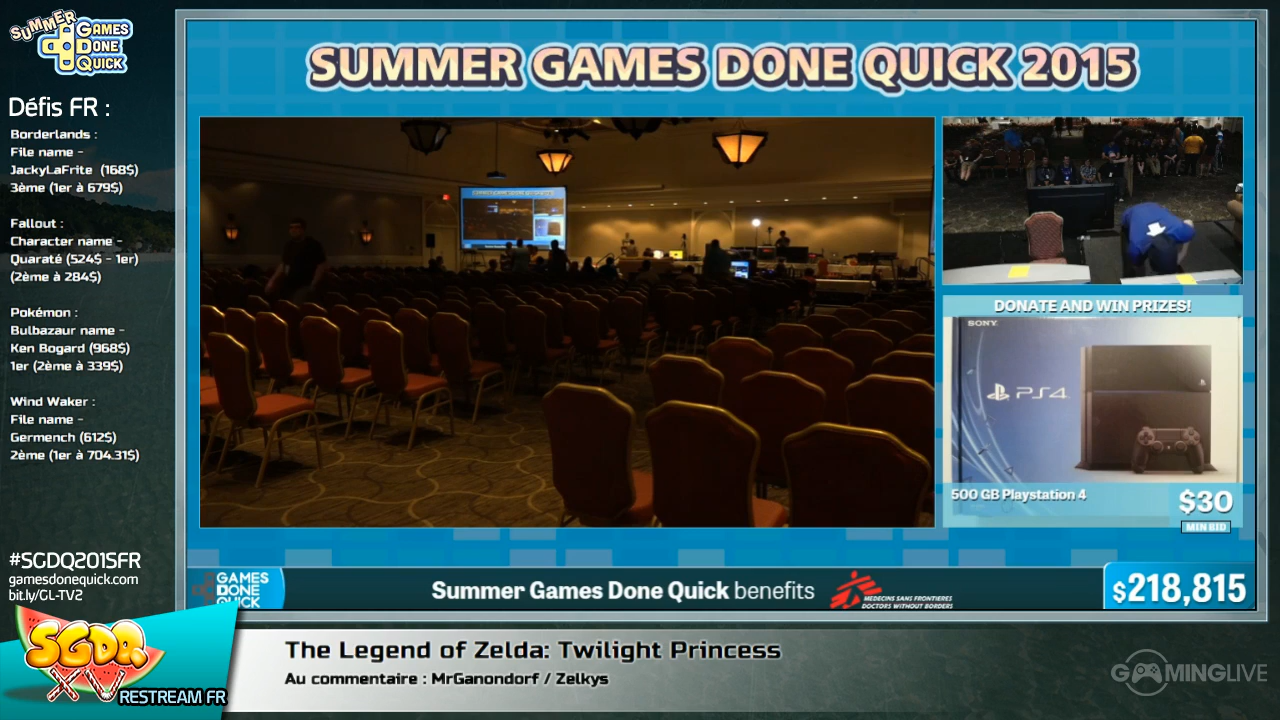 SUMMER
GAMES
DONE
QUICK
Défis FR :
Borderlands :
File name -
JackyLaFrite (168$)
3ème (1er à 679$)
Fallout :
Character name -
Quaraté (524$ - 1er)
(2ème à 284$)
Pokémon :
Bulbazaur name -
Ken Bogard (968$)
1er (2ème à 339$)
Wind Waker :
File name -
Germench (612$)
2ème (1er à 704.31$)
#SGDQ2015FR
gamesdonequick.com
bit.ly/GL-TV2
SGDQ
XV
RESTREAM FR
SUMMER GAMES DONE QUICK 2015
DONATE AND WIN PRIZES!
SONY
PS4
500 GB Playstation 4
$30
MIN BID
GAMES
DONE
QUICK
Summer Games Done Quick benefits
MEDECINS SANS FRONTIERES
DOCTORS WITHOUT BORDERS
$218,815
The Legend of Zelda: Twilight Princess
Au commentaire : MrGanondorf / Zelkys
GAMINGLIVE